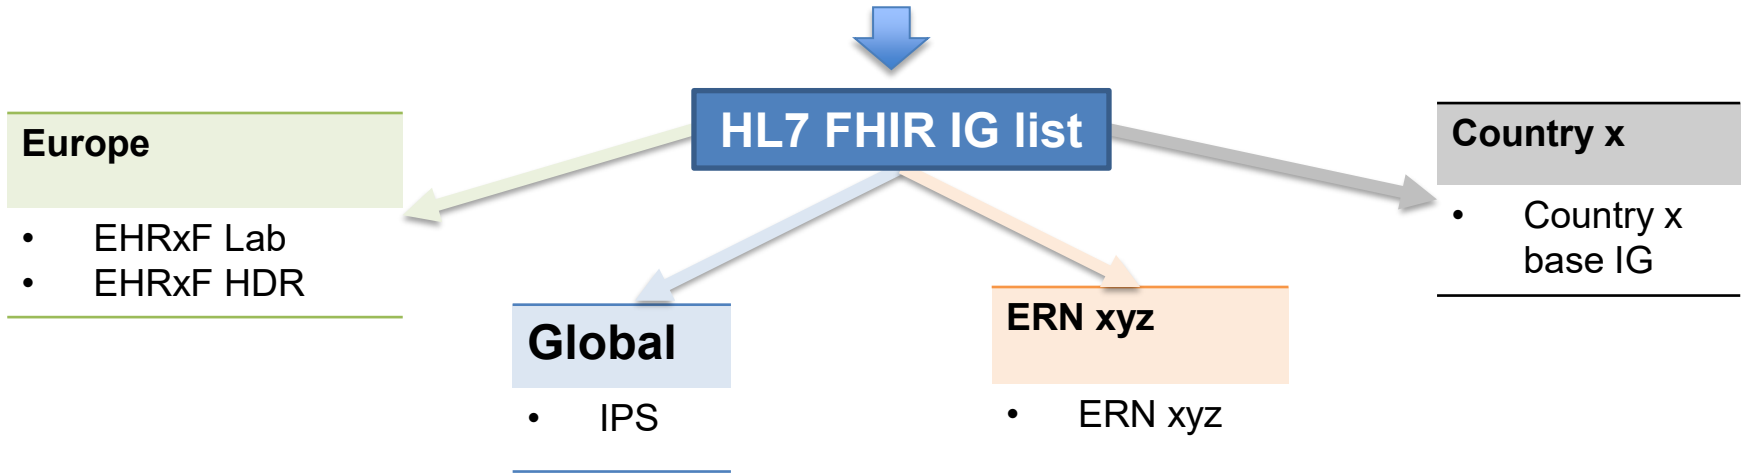 HL7 FHIR IG list
Europe
• EHRxF Lab
• EHRxF HDR
Global
• IPS
ERN xyz
• ERN xyz
Country x
• Country x
base IG